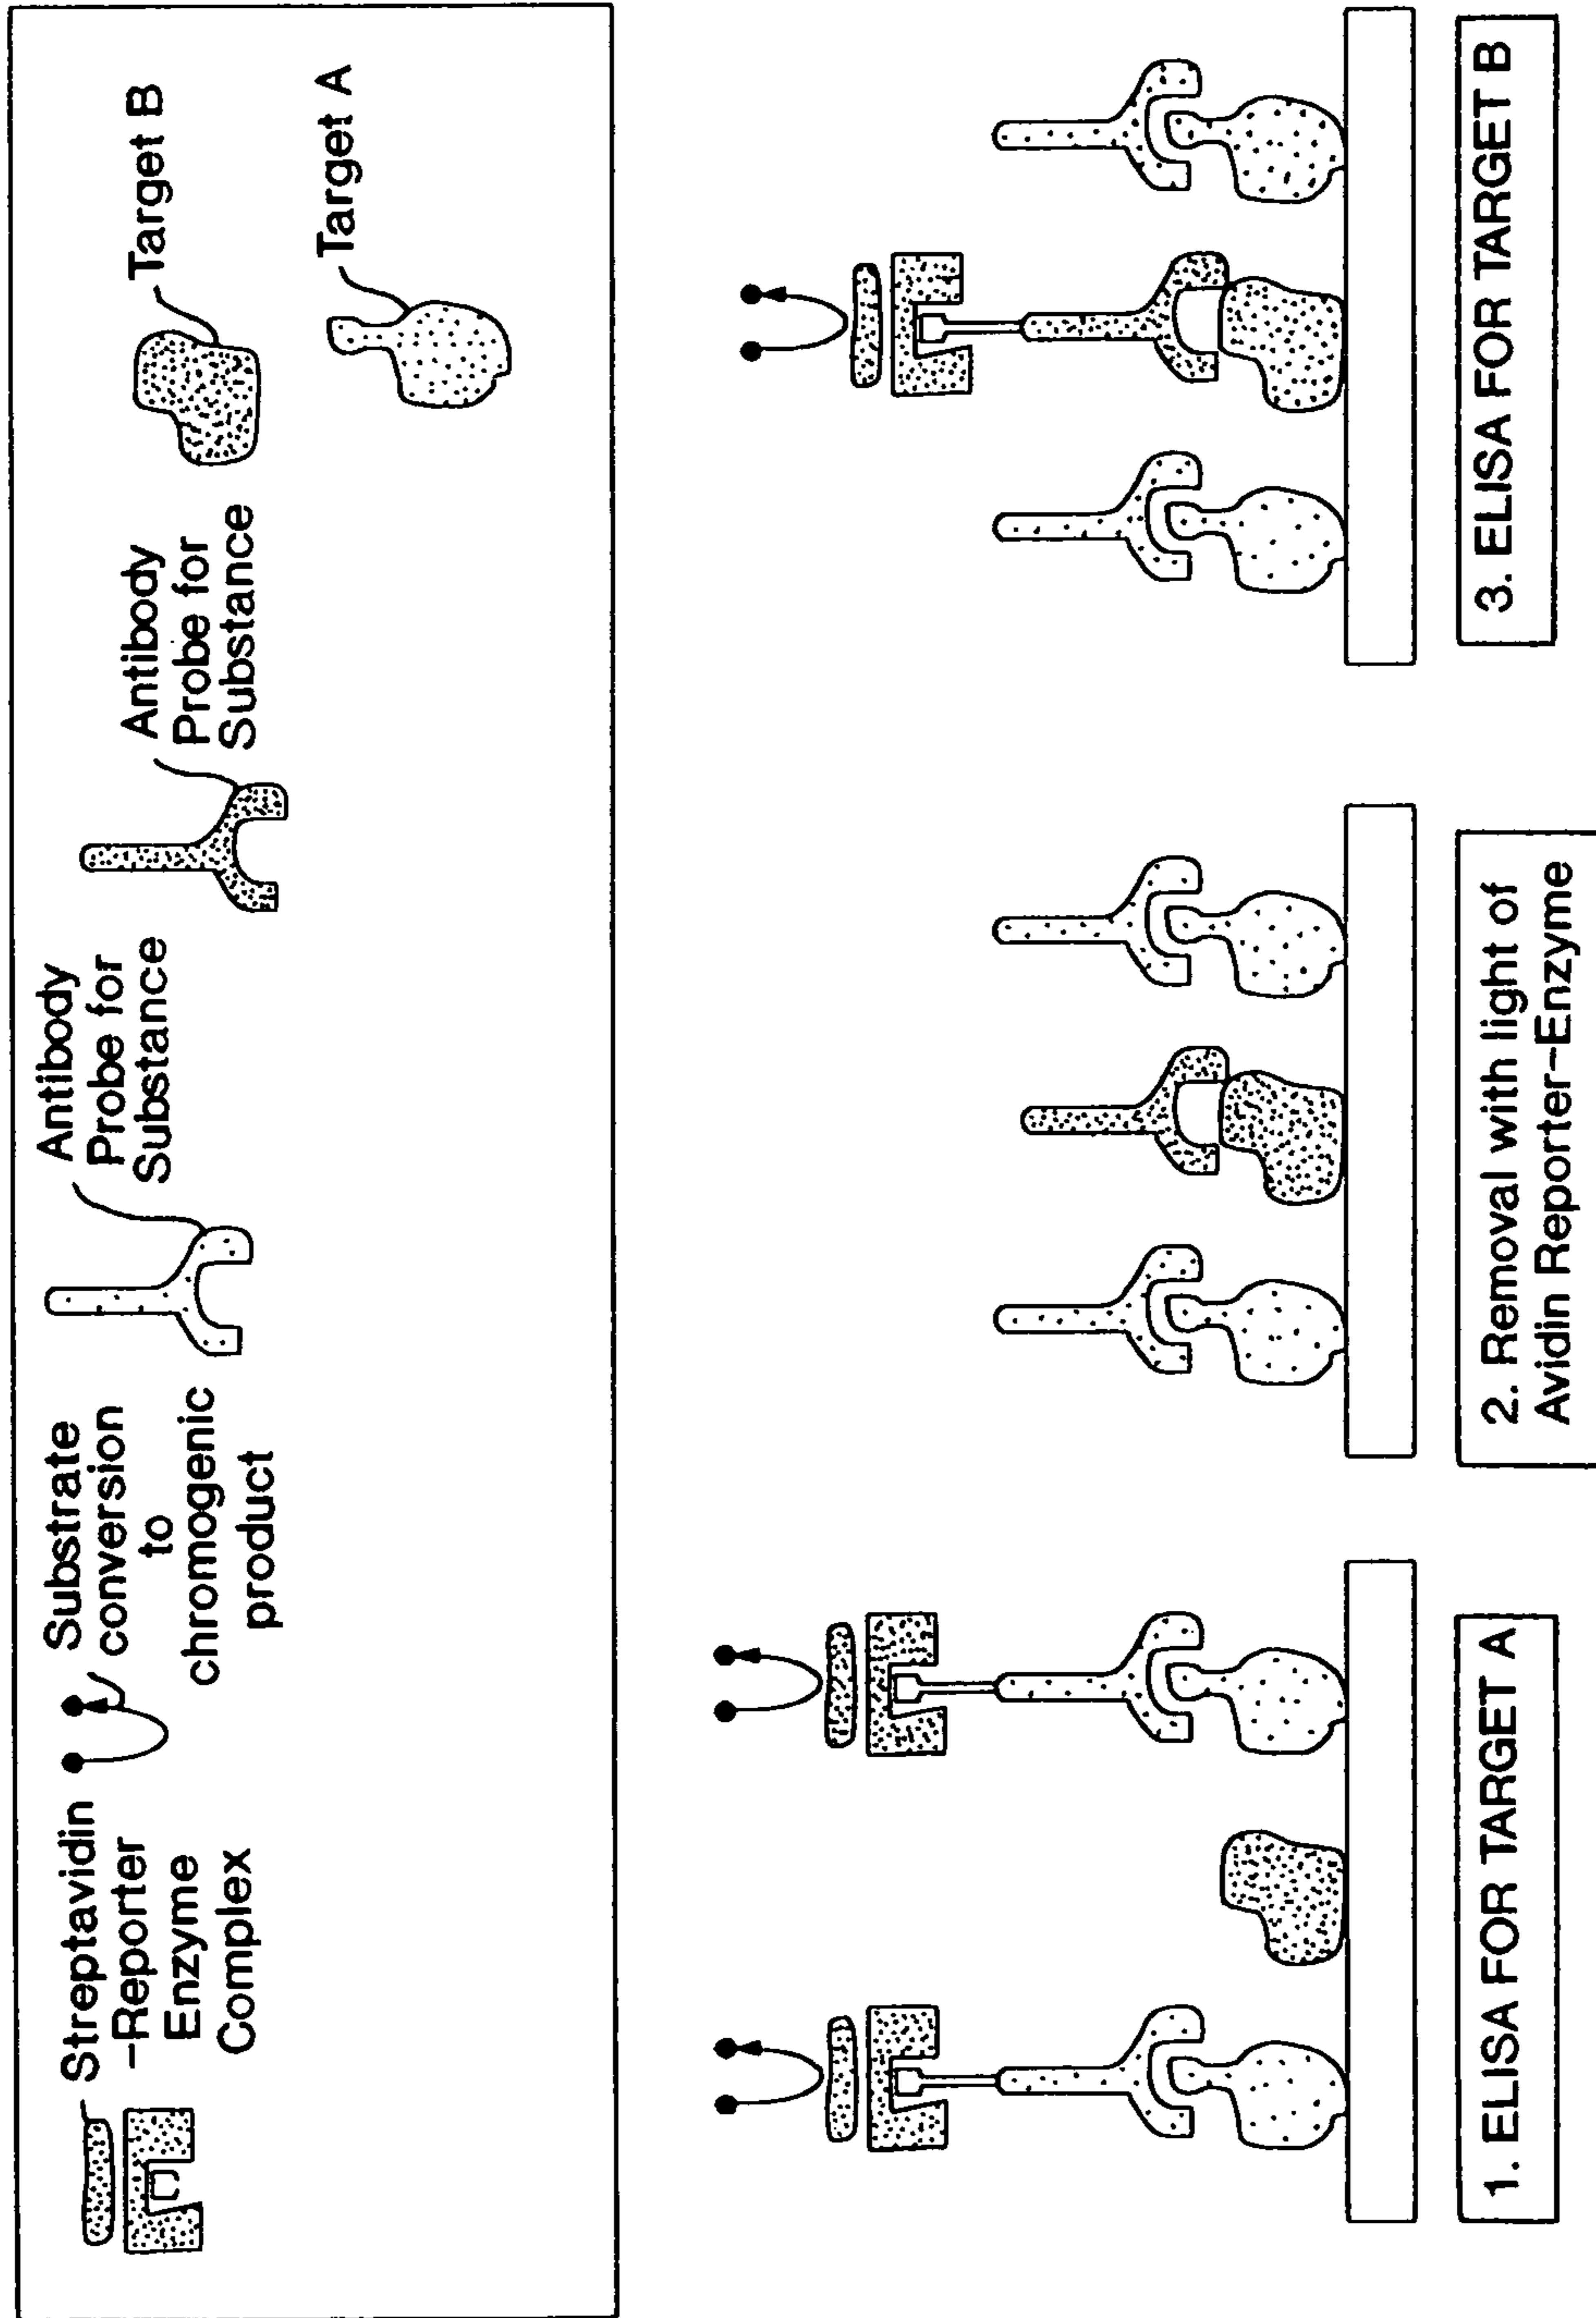 Streptavidin
-Reporter
Enzyme
Complex
Substrate
conversion
to
chromogenic
product
Antibody
Probe for
Substance
Antibody
Probe for
Substance
Target B
Target A
1. ELISA FOR TARGET A
2. Removal with light of
Avidin Reporter-Enzyme
3. ELISA FOR TARGET B